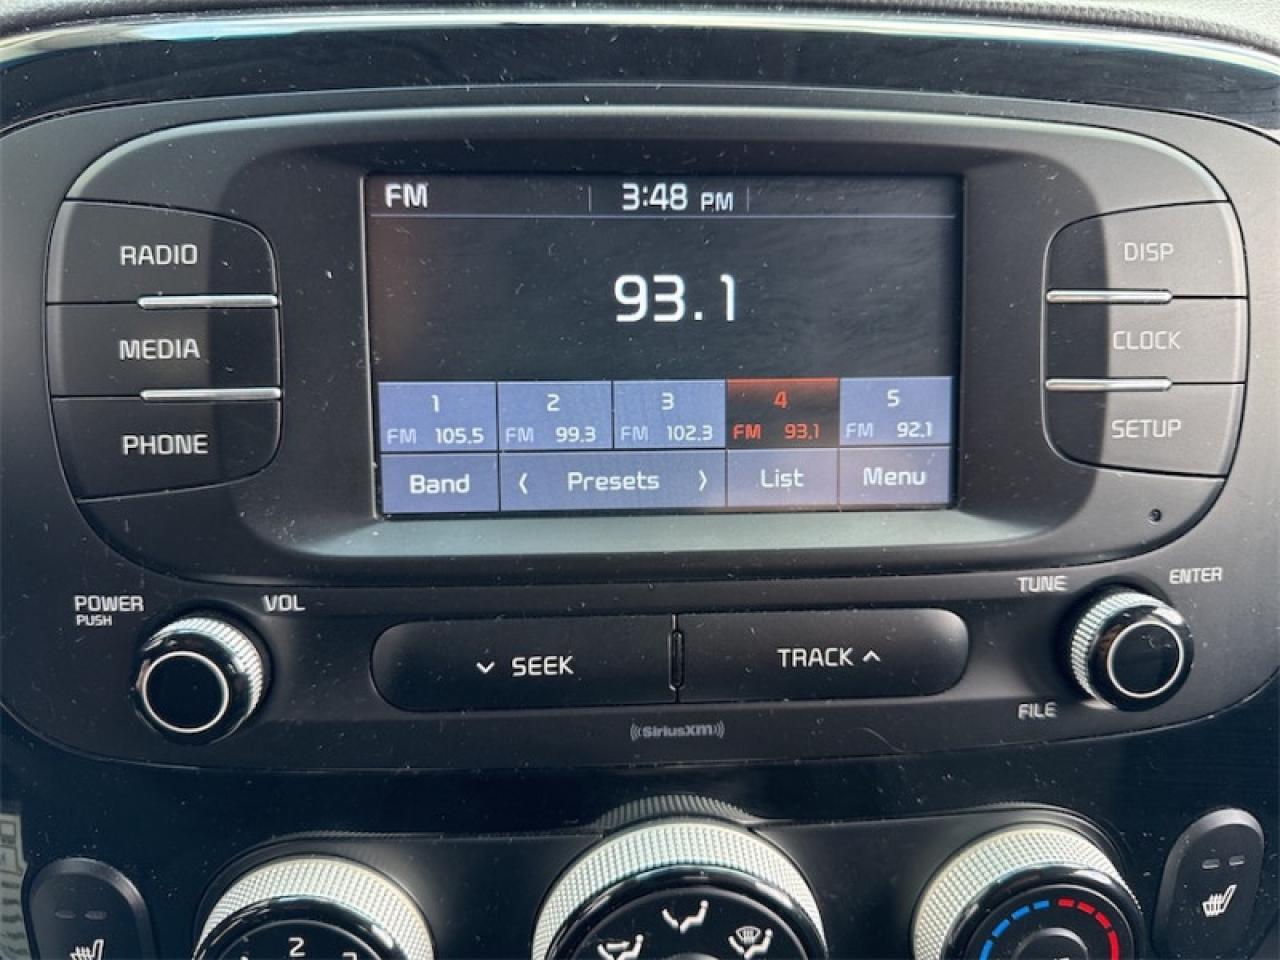 FM 3:48 PM
93.1
1 2 3 4 5
FM 105.5 FM 99.3 FM 102.3 FM 93.1 FM 92.1
Band ‹ Presets › List Menu
RADIO
MEDIA
PHONE
DISP
CLOCK
SETUP
POWER
PUSH
VOL
TUNE
ENTER
SEEK
TRACK
FILE
SiriusXM
2